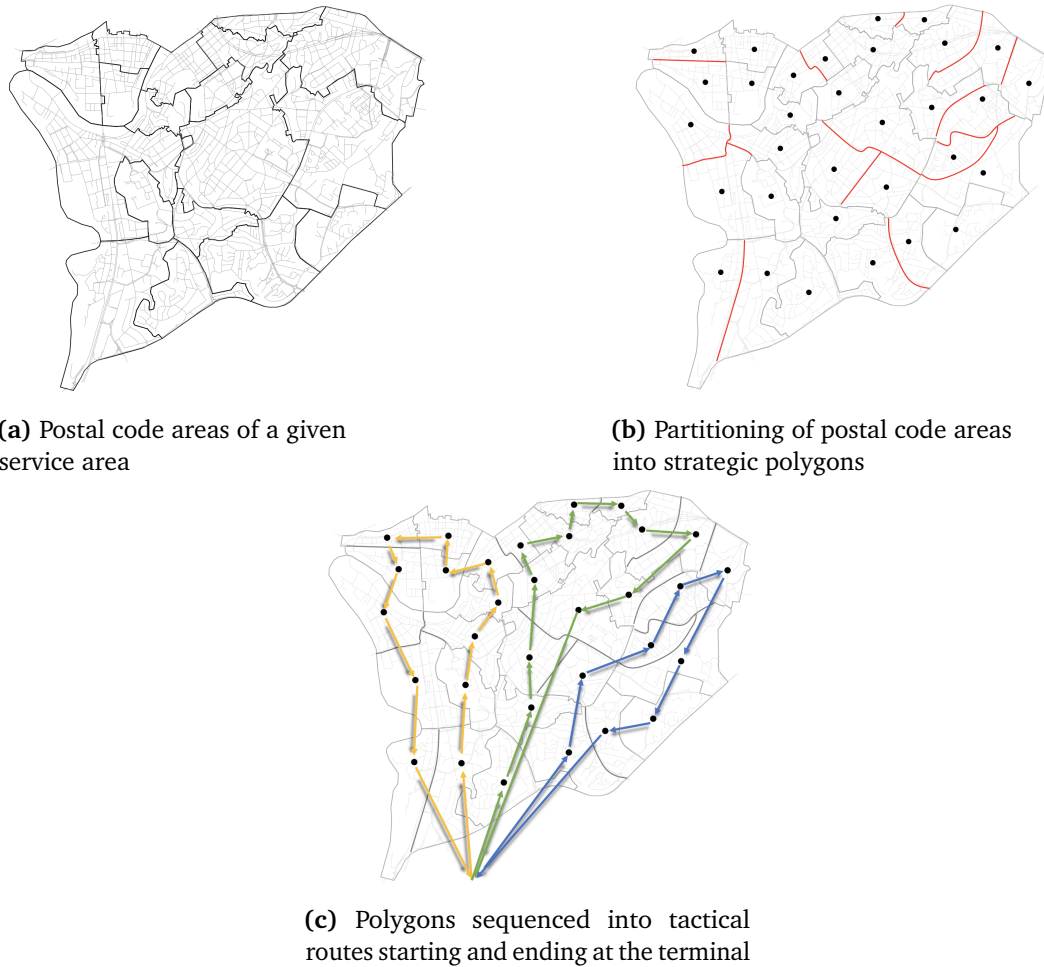 (a) Postal code areas of a given
service area
(b) Partitioning of postal code areas
into strategic polygons
(c) Polygons sequenced into tactical
routes starting and ending at the terminal